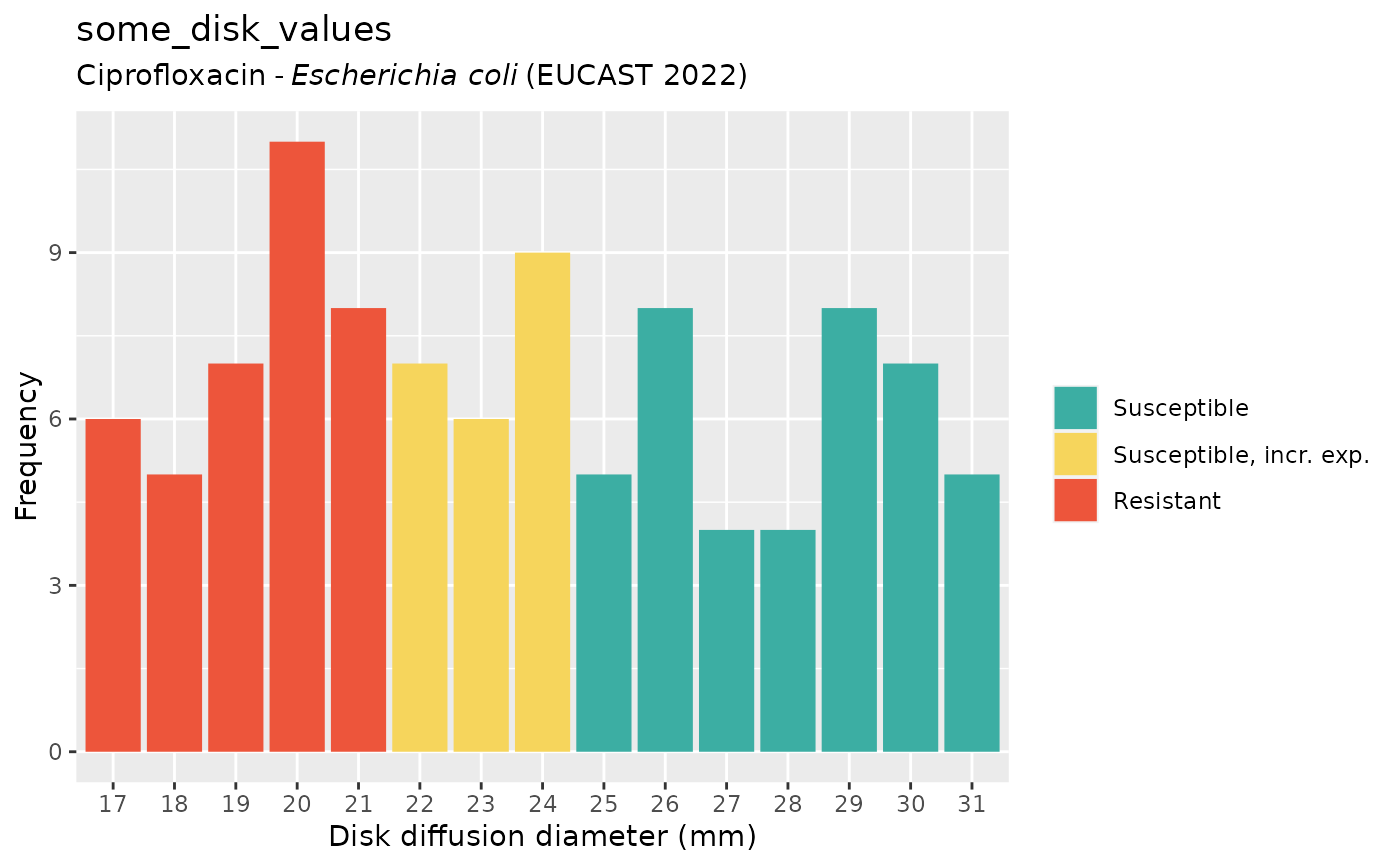 some_disk_values
Ciprofloxacin - Escherichia coli (EUCAST 2022)
Frequency
9
6
3
0
17 18 19 20 21 22 23 24 25 26 27 28 29 30 31
Disk diffusion diameter (mm)
Susceptible
Susceptible, incr. exp.
Resistant